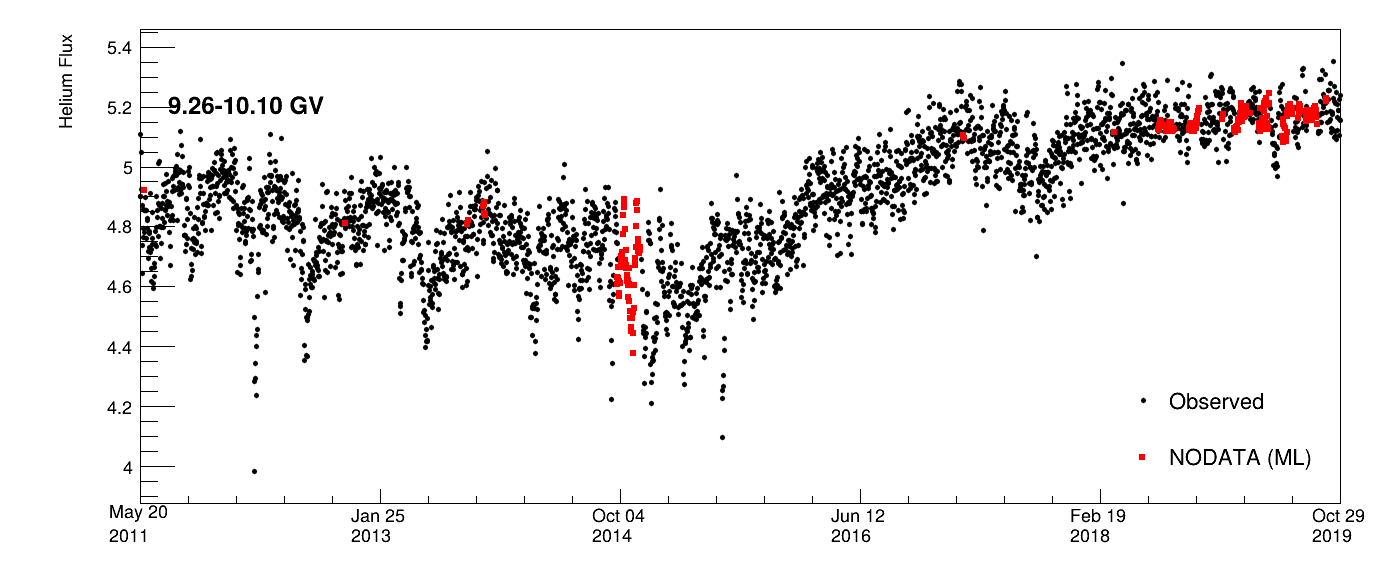 Helium Flux
5.4
5.2
5
4.8
4.6
4.4
4.2
4
9.26-10.10 GV
Observed
NODATA (ML)
May 20
2011
Jan 25
2013
Oct 04
2014
Jun 12
2016
Feb 19
2018
Oct 29
2019